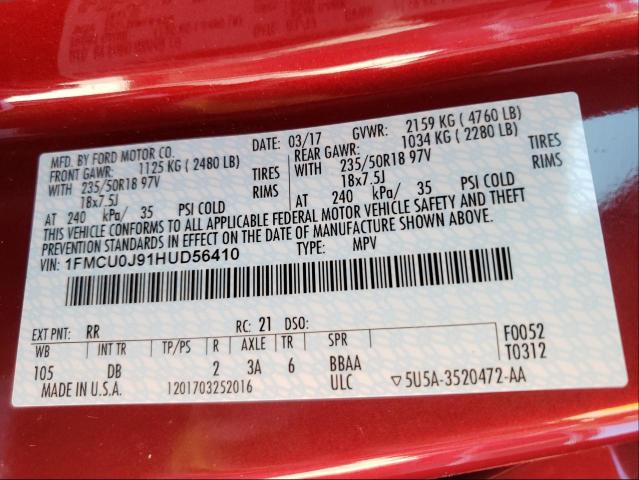 MFD. BY FORD MOTOR CO. DATE: 03/17 GVWR: 2159 KG ( 4760 LB)
FRONT GAWR: 1125 KG ( 2480 LB) REAR GAWR: 1034 KG ( 2280 LB)
WITH 235/50R18 97V TIRES WITH 235/50R18 97V TIRES
18x7.5J RIMS 18x7.5J RIMS
AT 240 kPa/ 35 PSI COLD AT 240 kPa/ 35 PSI COLD
THIS VEHICLE CONFORMS TO ALL APPLICABLE FEDERAL MOTOR VEHICLE SAFETY AND THEFT
PREVENTION STANDARDS IN EFFECT ON THE DATE OF MANUFACTURE SHOWN ABOVE.
VIN: 1FMCU0J91HUD56410 TYPE: MPV
EXT PNT: RR RC: 21 DSO:
WB INT TR TP/PS R AXLE TR SPR F0052
105 DB 2 3A 6 BBAA T0312
MADE IN U.S.A. 1201703252016 ULC ▽5U5A-3520472-AA